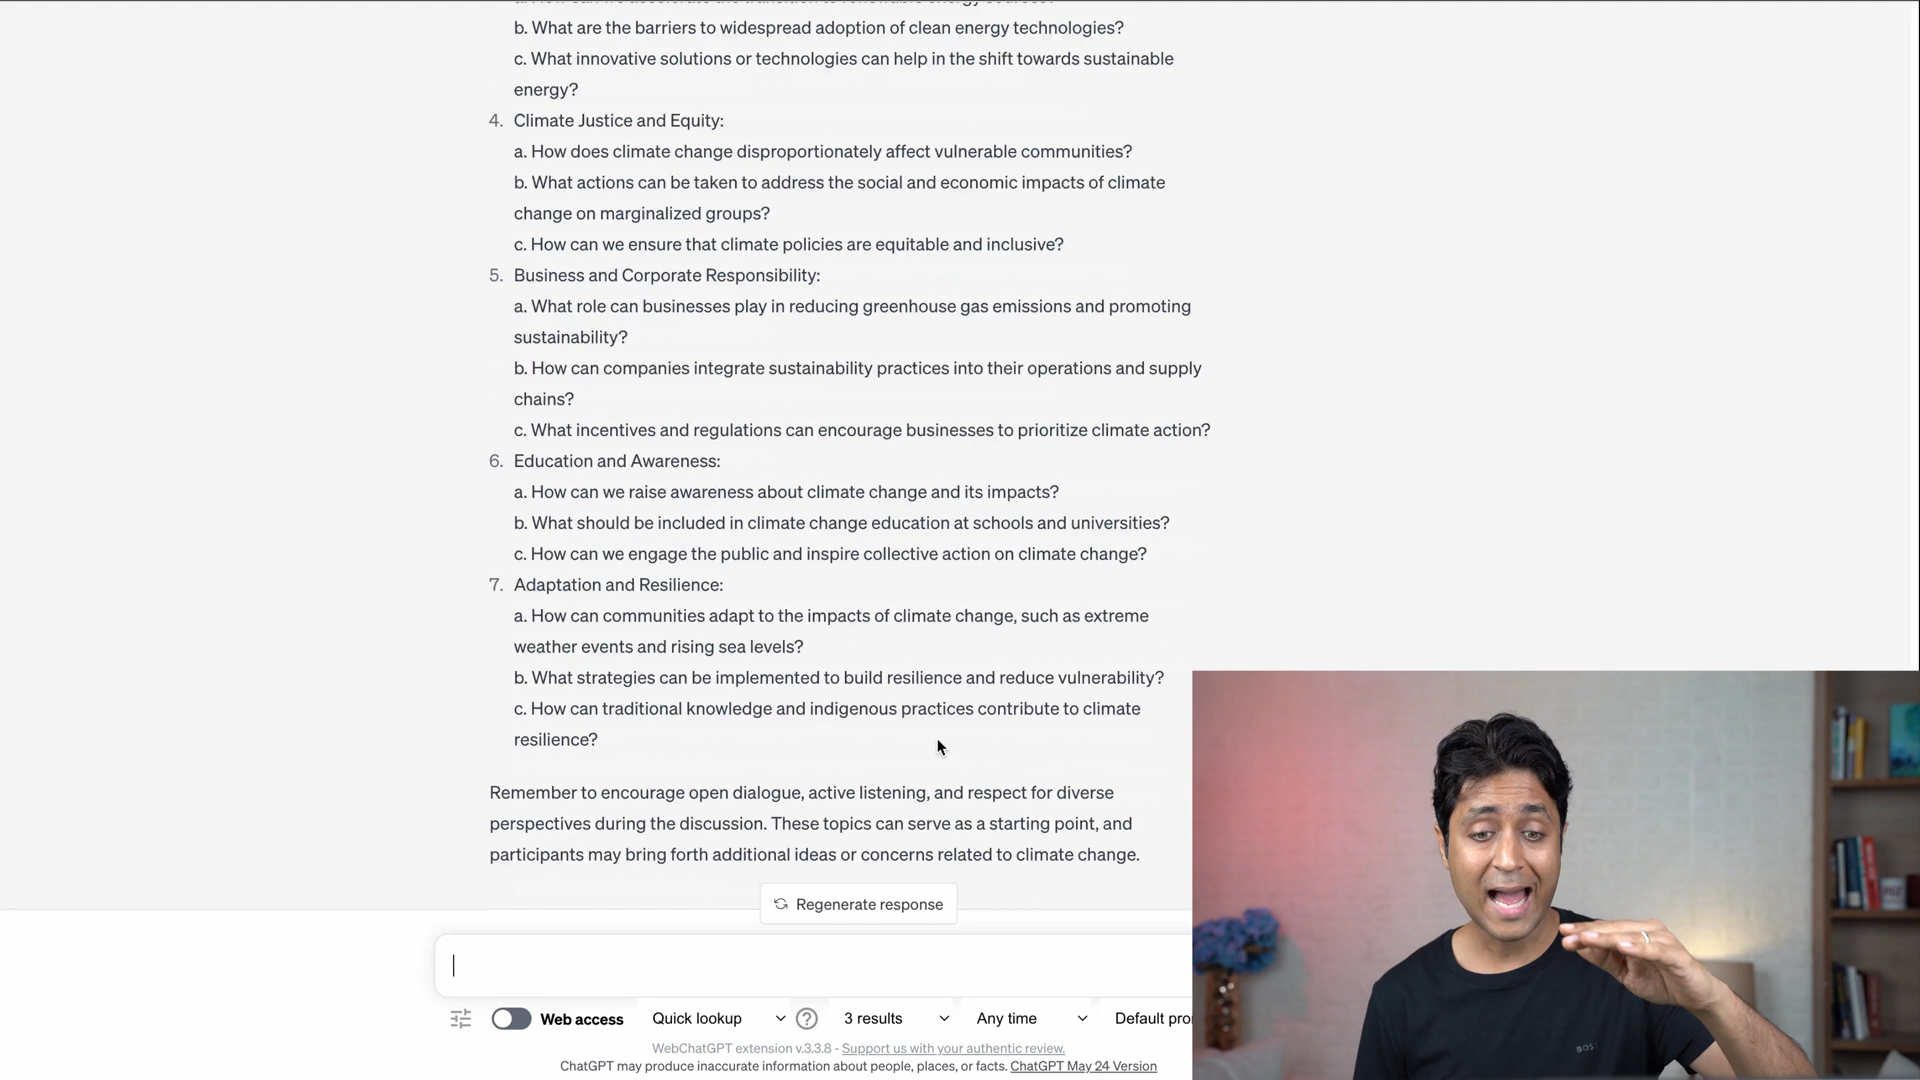 b. What are the barriers to widespread adoption of clean energy technologies?
c. What innovative solutions or technologies can help in the shift towards sustainable
energy?
4. Climate Justice and Equity:
a. How does climate change disproportionately affect vulnerable communities?
b. What actions can be taken to address the social and economic impacts of climate
change on marginalized groups?
c. How can we ensure that climate policies are equitable and inclusive?
5. Business and Corporate Responsibility:
a. What role can businesses play in reducing greenhouse gas emissions and promoting
sustainability?
b. How can companies integrate sustainability practices into their operations and supply
chains?
c. What incentives and regulations can encourage businesses to prioritize climate action?
6. Education and Awareness:
a. How can we raise awareness about climate change and its impacts?
b. What should be included in climate change education at schools and universities?
c. How can we engage the public and inspire collective action on climate change?
7. Adaptation and Resilience:
a. How can communities adapt to the impacts of climate change, such as extreme
weather events and rising sea levels?
b. What strategies can be implemented to build resilience and reduce vulnerability?
c. How can traditional knowledge and indigenous practices contribute to climate
resilience?
Remember to encourage open dialogue, active listening, and respect for diverse
perspectives during the discussion. These topics can serve as a starting point, and
participants may bring forth additional ideas or concerns related to climate change.
Regenerate response
Web access Quick lookup ? 3 results Any time Default pro
WebChatGPT extension v.3.3.8 - Support us with your authentic review.
ChatGPT may produce inaccurate information about people, places, or facts. ChatGPT May 24 Version
BOSS